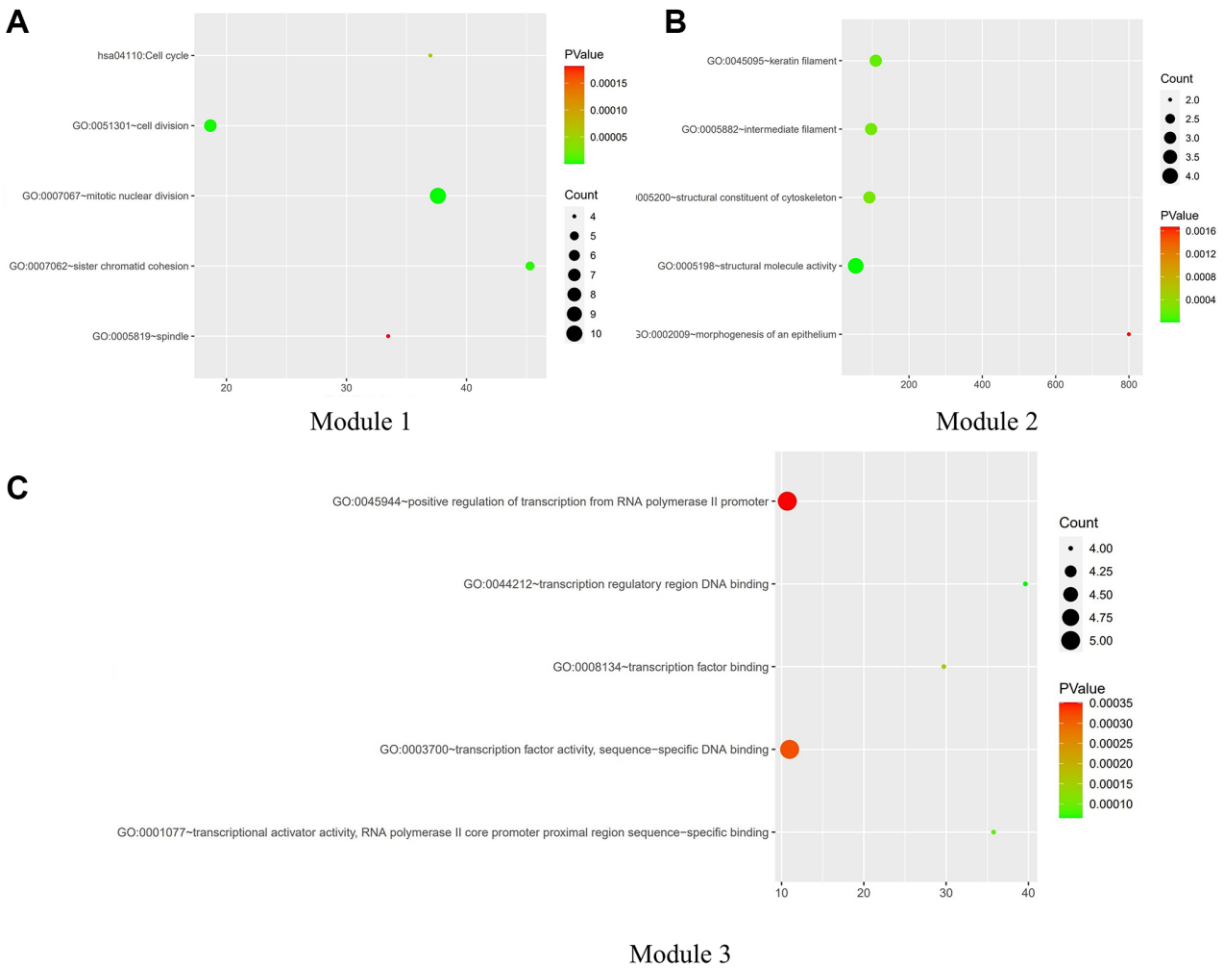 A
hsa04110:Cell cycle
GO:0051301~cell division
GO:0007067~mitotic nuclear division
GO:0007062~sister chromatid cohesion
GO:0005819~spindle
20 30 40
PValue
0.00015
0.00010
0.00005
Count
4
5
6
7
8
9
10
Module 1
B
GO:0045095~keratin filament
GO:0005882~intermediate filament
0005200~structural constituent of cytoskeleton
GO:0005198~structural molecule activity
GO:0002009~morphogenesis of an epithelium
200 400 600 800
Count
2.0
2.5
3.0
3.5
4.0
PValue
0.0016
0.0012
0.0008
0.0004
Module 2
C
GO:0045944~positive regulation of transcription from RNA polymerase II promoter
GO:0044212~transcription regulatory region DNA binding
GO:0008134~transcription factor binding
GO:0003700~transcription factor activity, sequence−specific DNA binding
GO:0001077~transcriptional activator activity, RNA polymerase II core promoter proximal region sequence−specific binding
10 20 30 40
Count
4.00
4.25
4.50
4.75
5.00
PValue
0.00035
0.00030
0.00025
0.00020
0.00015
0.00010
Module 3